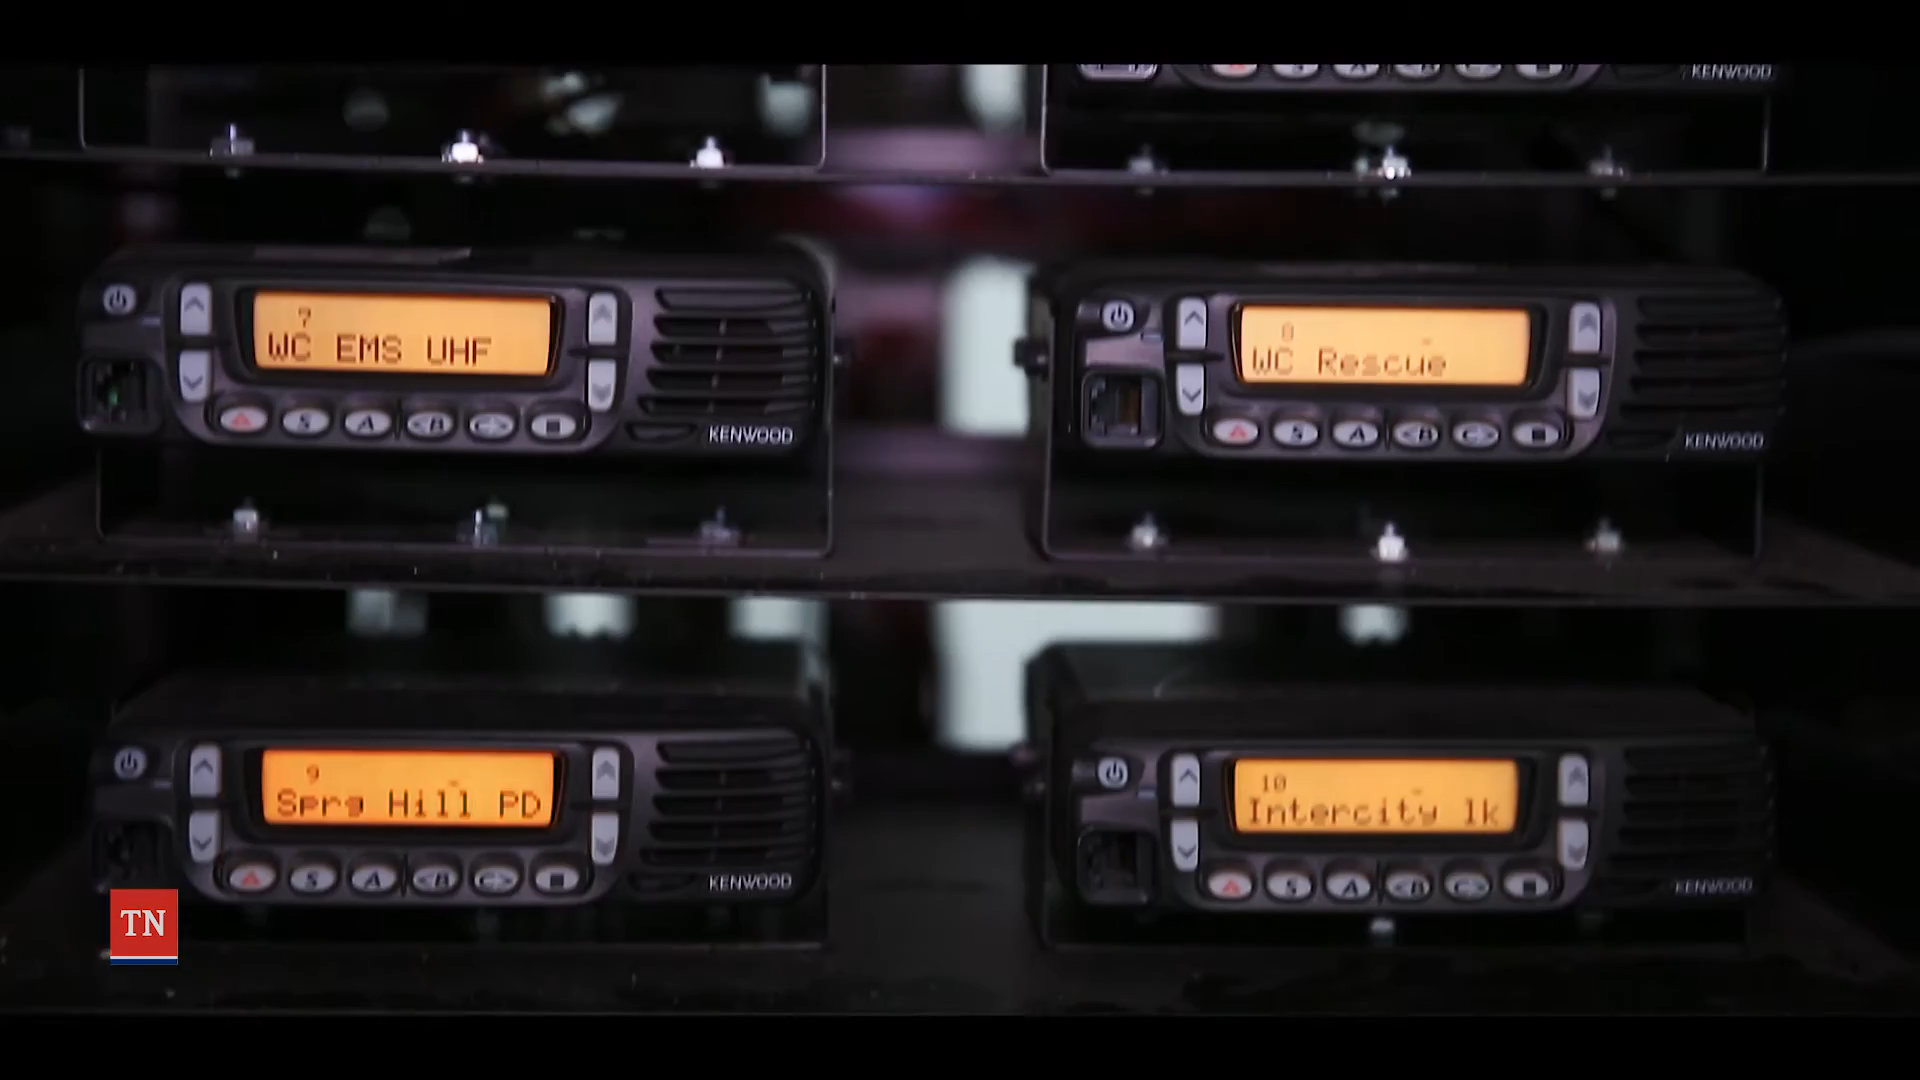 KENWOOD
7
WC EMS UHF
S A <B C> ■
KENWOOD
8
WC Rescue
S A <B C> ■
KENWOOD
9
Sprg Hill PD
S A <B C> ■
KENWOOD
10
Intercity lk
S A <B C> ■
KENWOOD
TN